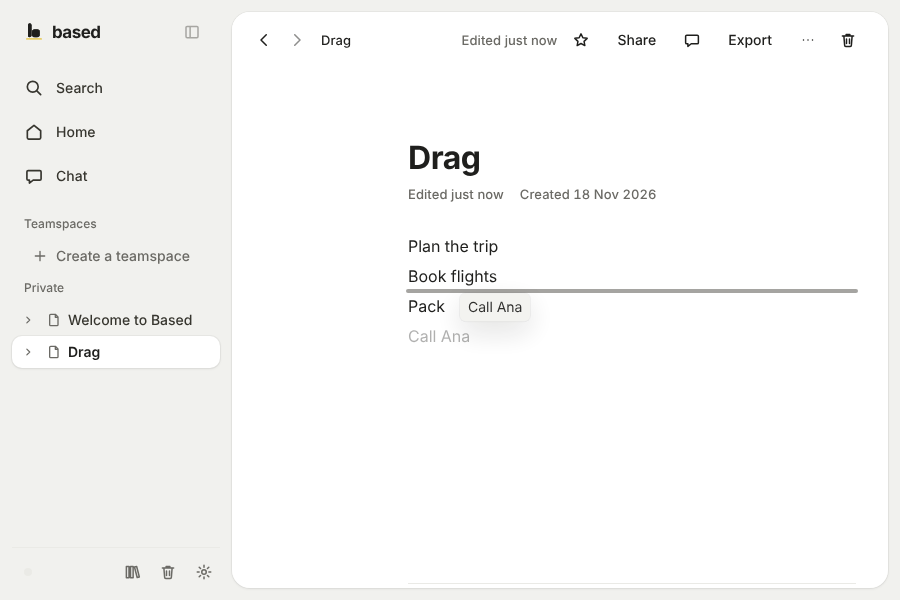 based
Search
Home
Chat
Teamspaces
Create a teamspace
Private
Welcome to Based
Drag
Drag
Edited just now
Share
Export
Drag
Edited just now Created 18 Nov 2026
Plan the trip
Book flights
Pack
Call Ana
Call Ana